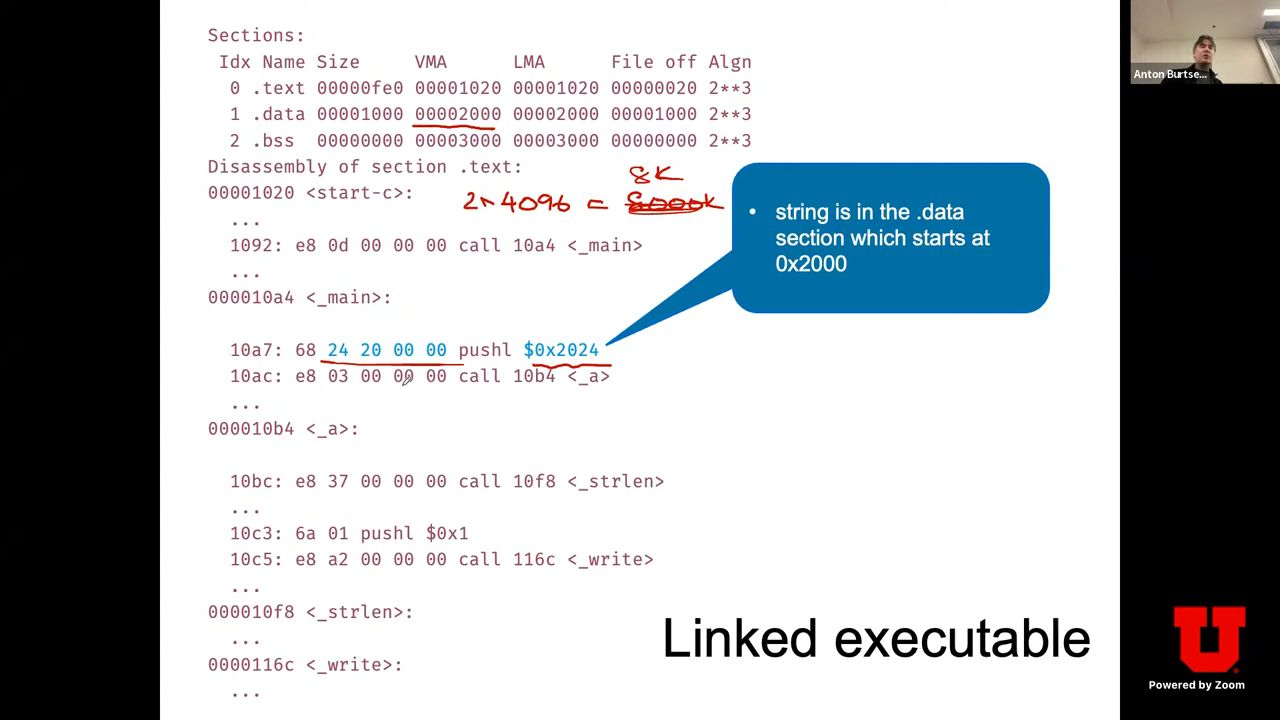 Sections:
Idx Name Size VMA LMA File off Algn
0 .text 00000fe0 00001020 00001020 00000020 2**3
1 .data 00001000 00002000 00002000 00001000 2**3
2 .bss 00000000 00003000 00003000 00000000 2**3
Disassembly of section .text:
8K
00001020 <start-c>:
2*4096 = 8000K
...
1092: e8 0d 00 00 00 call 10a4 <_main>
...
000010a4 <_main>:
10a7: 68 24 20 00 00 pushl $0x2024
10ac: e8 03 00 00 00 call 10b4 <_a>
...
000010b4 <_a>:
10bc: e8 37 00 00 00 call 10f8 <_strlen>
...
10c3: 6a 01 pushl $0x1
10c5: e8 a2 00 00 00 call 116c <_write>
...
000010f8 <_strlen>:
...
0000116c <_write>:
...
• string is in the .data
section which starts at
0x2000
Linked executable
Anton Burtse...
U
Powered by Zoom